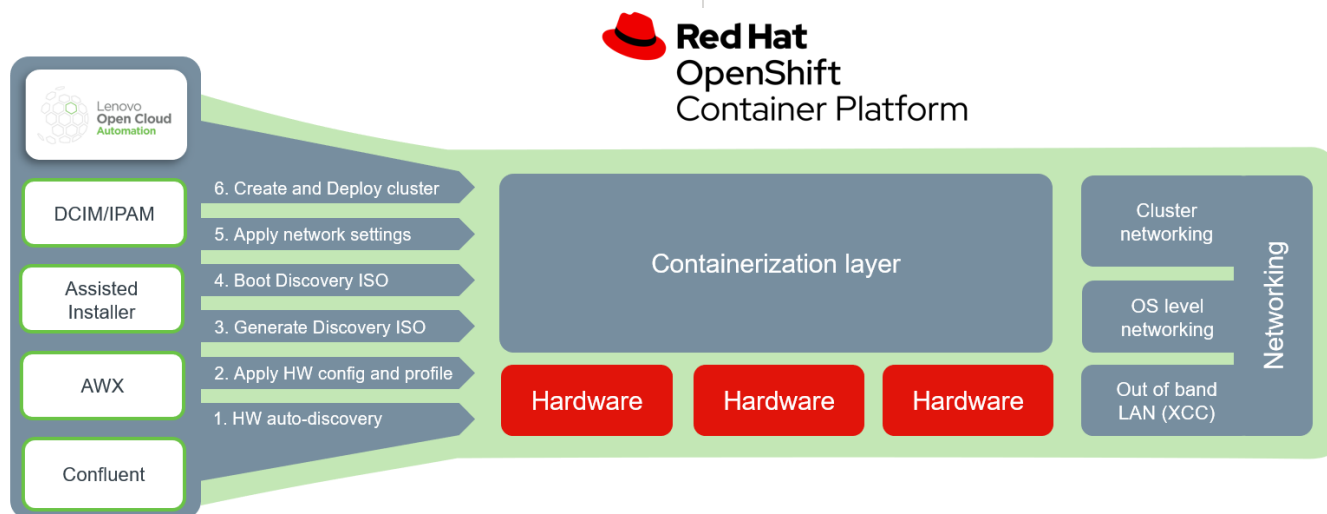 Red Hat
OpenShift
Container Platform
Lenovo
Open Cloud
Automation
DCIM/IPAM
Assisted
Installer
AWX
Confluent
6. Create and Deploy cluster
5. Apply network settings
4. Boot Discovery ISO
3. Generate Discovery ISO
2. Apply HW config and profile
1. HW auto-discovery
Containerization layer
Hardware
Hardware
Hardware
Cluster
networking
OS level
networking
Out of band
LAN (XCC)
Networking